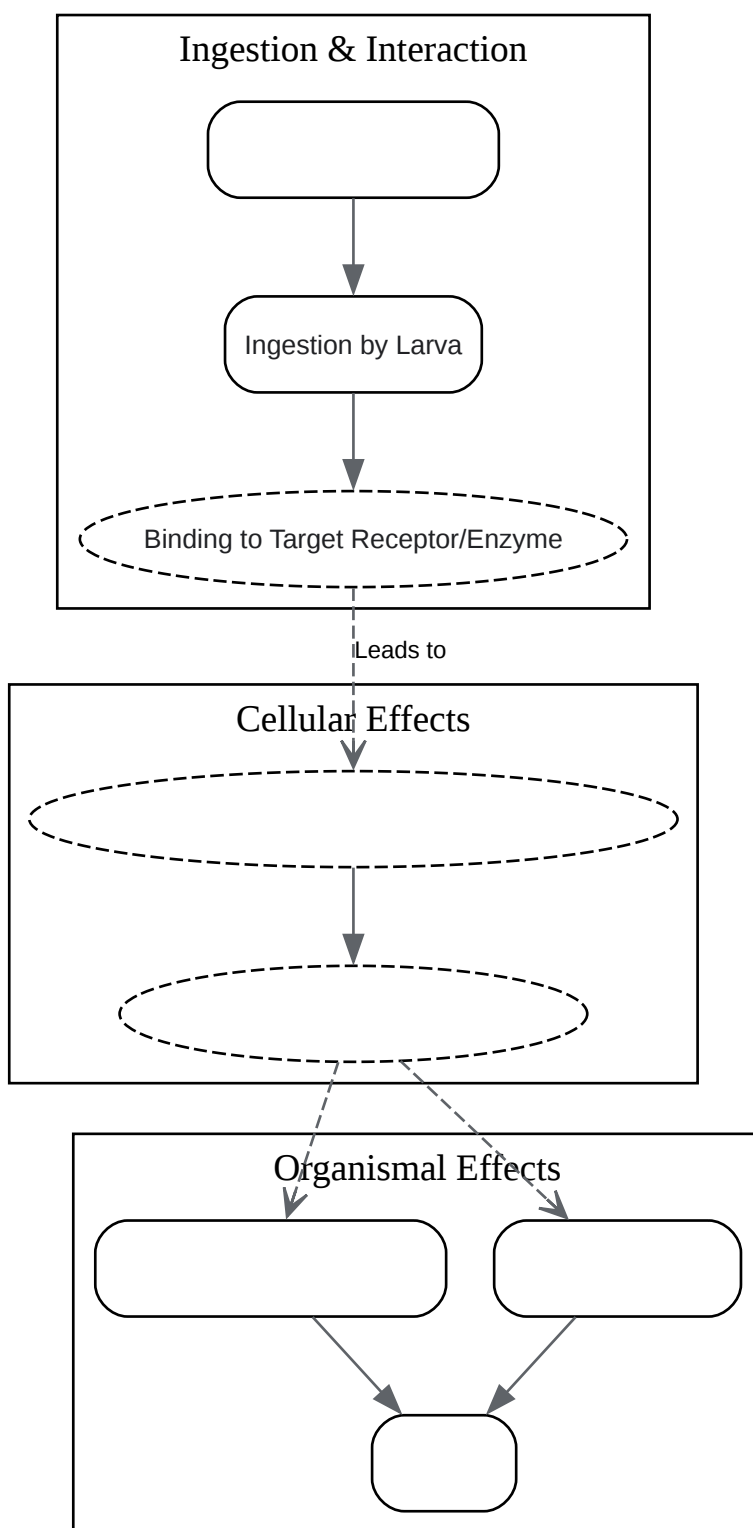 Ingestion & Interaction
Ingestion by Larva
Binding to Target Receptor/Enzyme
Leads to
Cellular Effects
Organismal Effects